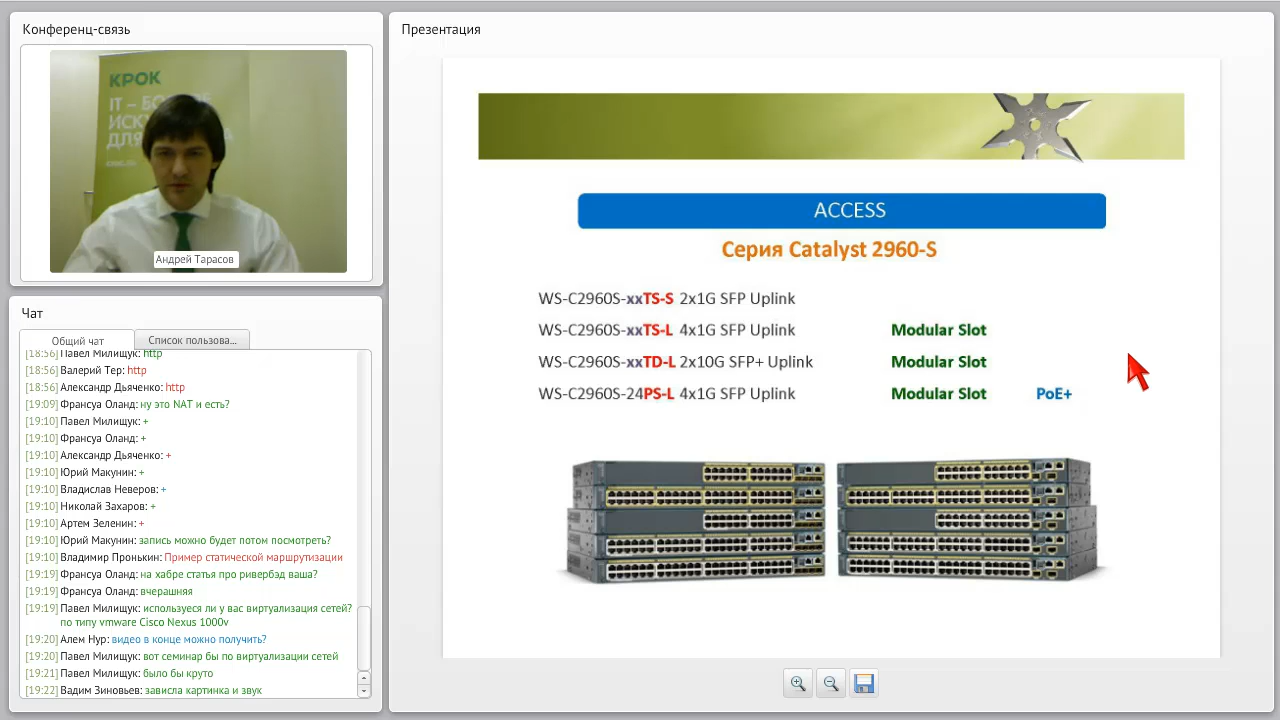 Конференц-связь
КРОК
IT –
ИСК
ДЛЯ
Андрей Тарасов
Чат
Общий чат
Список пользова...
[18:56] Павел Милищук: http
[18:56] Валерий Тер: http
[18:56] Александр Дьяченко: http
[19:09] Франсуа Оланд: ну это NAT и есть?
[19:10] Павел Милищук: +
[19:10] Франсуа Оланд: +
[19:10] Александр Дьяченко: +
[19:10] Юрий Макунин: +
[19:10] Владислав Неверов: +
[19:10] Николай Захаров: +
[19:10] Артем Зеленин: +
[19:10] Юрий Макунин: запись можно будет потом посмотреть?
[19:10] Владимир Пронькин: Пример статической маршрутизации
[19:19] Франсуа Оланд: на хабре статья про ривербэд ваша?
[19:19] Франсуа Оланд: вчерашняя
[19:19] Павел Милищук: используеся ли у вас виртуализация сетей?
по типу vmware Cisco Nexus 1000v
[19:20] Алем Нур: видео в конце можно получить?
[19:20] Павел Милищук: вот семинар бы по виртуализации сетей
[19:21] Павел Милищук: было бы круто
[19:22] Вадим Зиновьев: зависла картинка и звук
Презентация
ACCESS
Серия Catalyst 2960-S
WS-C2960S-xxTS-S 2x1G SFP Uplink
WS-C2960S-xxTS-L 4x1G SFP Uplink Modular Slot
WS-C2960S-xxTD-L 2x10G SFP+ Uplink Modular Slot
WS-C2960S-24PS-L 4x1G SFP Uplink Modular Slot PoE+